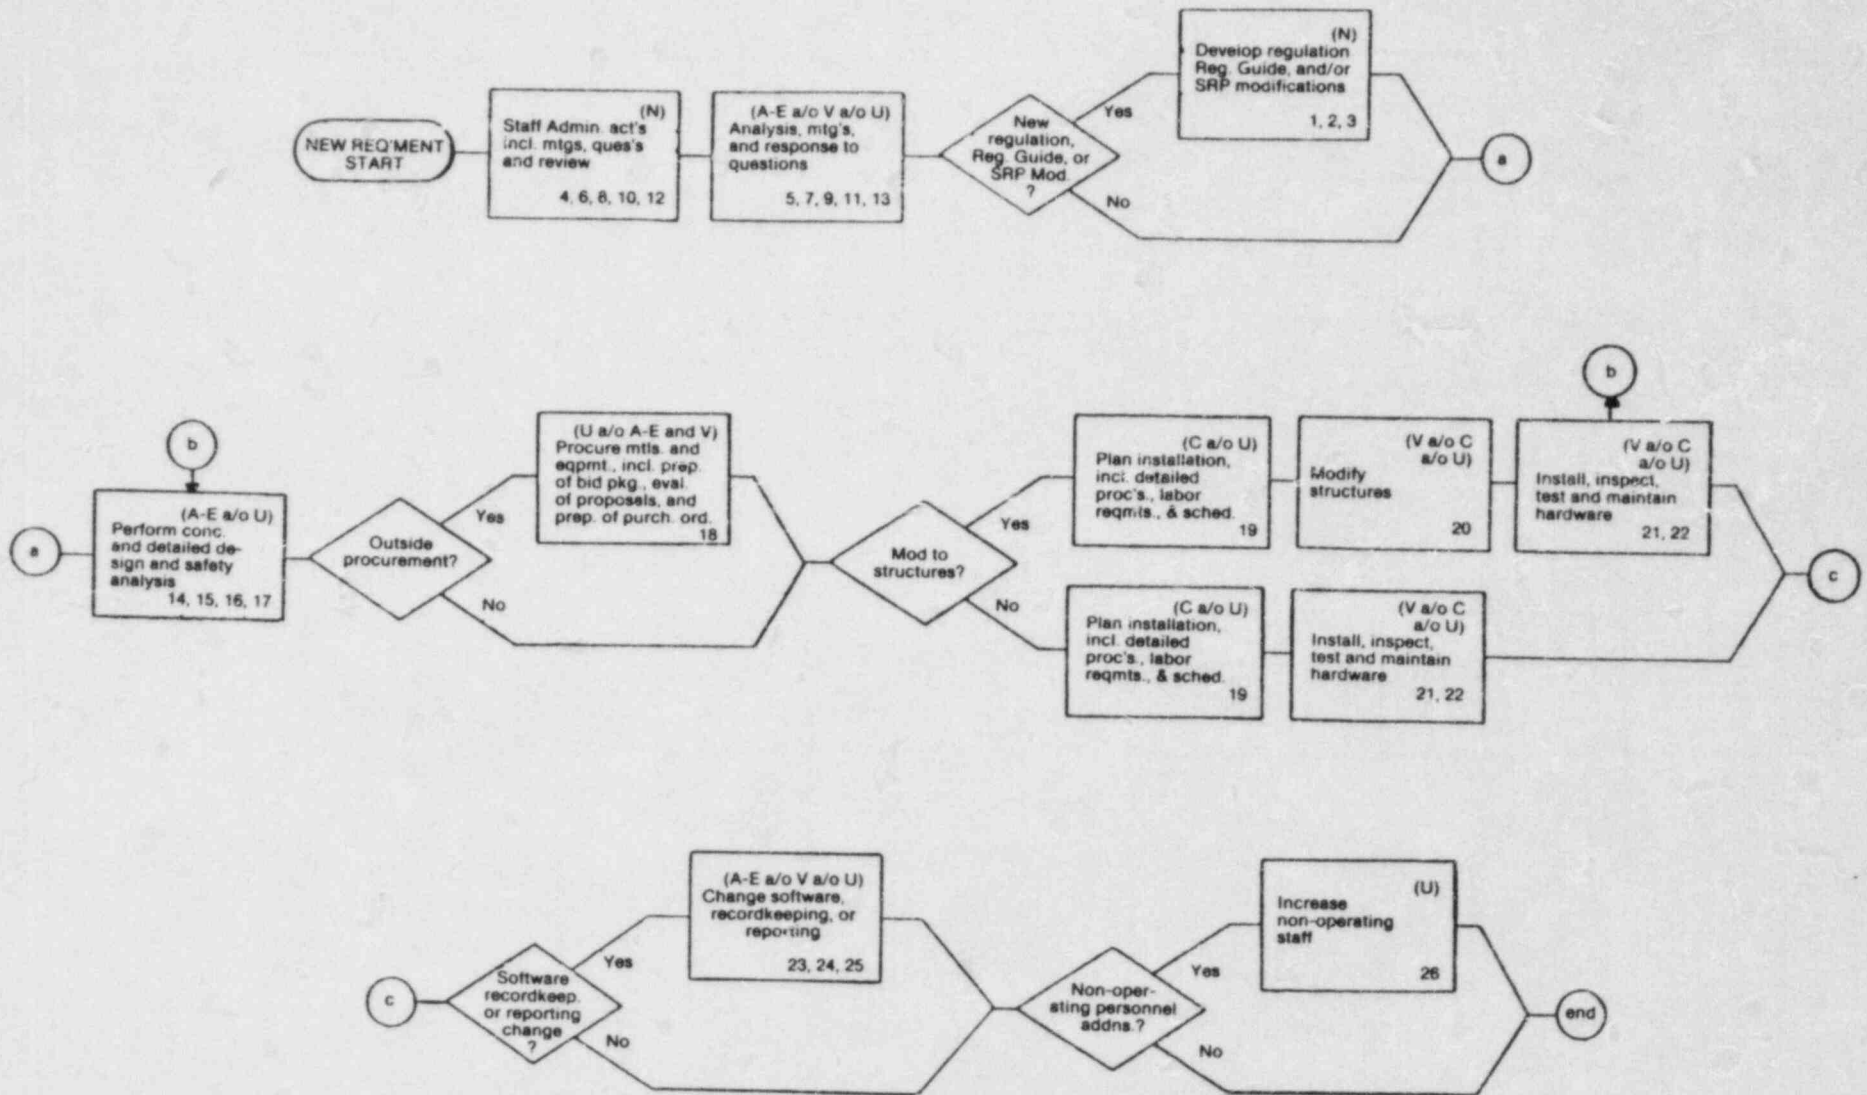 NEW REQ'MENT
START
(N)
Staff Admin. act's
incl. mtgs, ques's
and review
4, 6, 8, 10, 12
(A-E a/o V a/o U)
Analysis, mtg's,
and response to
questions
5, 7, 9, 11, 13
New
regulation,
Reg. Guide, or
SRP Mod.
?
Yes
No
(N)
Develop regulation
Reg. Guide, and/or
SRP modifications
1, 2, 3
a
a
b
(A-E a/o U)
Perform conc.
and detailed de-
sign and safety
analysis
14, 15, 16, 17
Outside
procurement?
Yes
No
(U a/o A-E and V)
Procure mtls. and
eqpmt., incl. prep.
of bid pkg., eval.
of proposals, and
prep. of purch. ord.
18
Mod to
structures?
Yes
No
(C a/o U)
Plan installation,
incl. detailed
proc's., labor
reqmts., & sched.
19
(V a/o C
a/o U)
Modify
structures
20
b
(V a/o C
a/o U)
Install, inspect,
test and maintain
hardware
21, 22
(C a/o U)
Plan installation,
incl. detailed
proc's., labor
reqmts., & sched.
19
(V a/o C
a/o U)
Install, inspect,
test and maintain
hardware
21, 22
c
c
Software
recordkeep.
or reporting
change
?
Yes
No
(A-E a/o V a/o U)
Change software,
recordkeeping, or
reporting
23, 24, 25
Non-oper-
ating personnel
addns.?
Yes
No
(U)
Increase
non-operating
staff
26
end